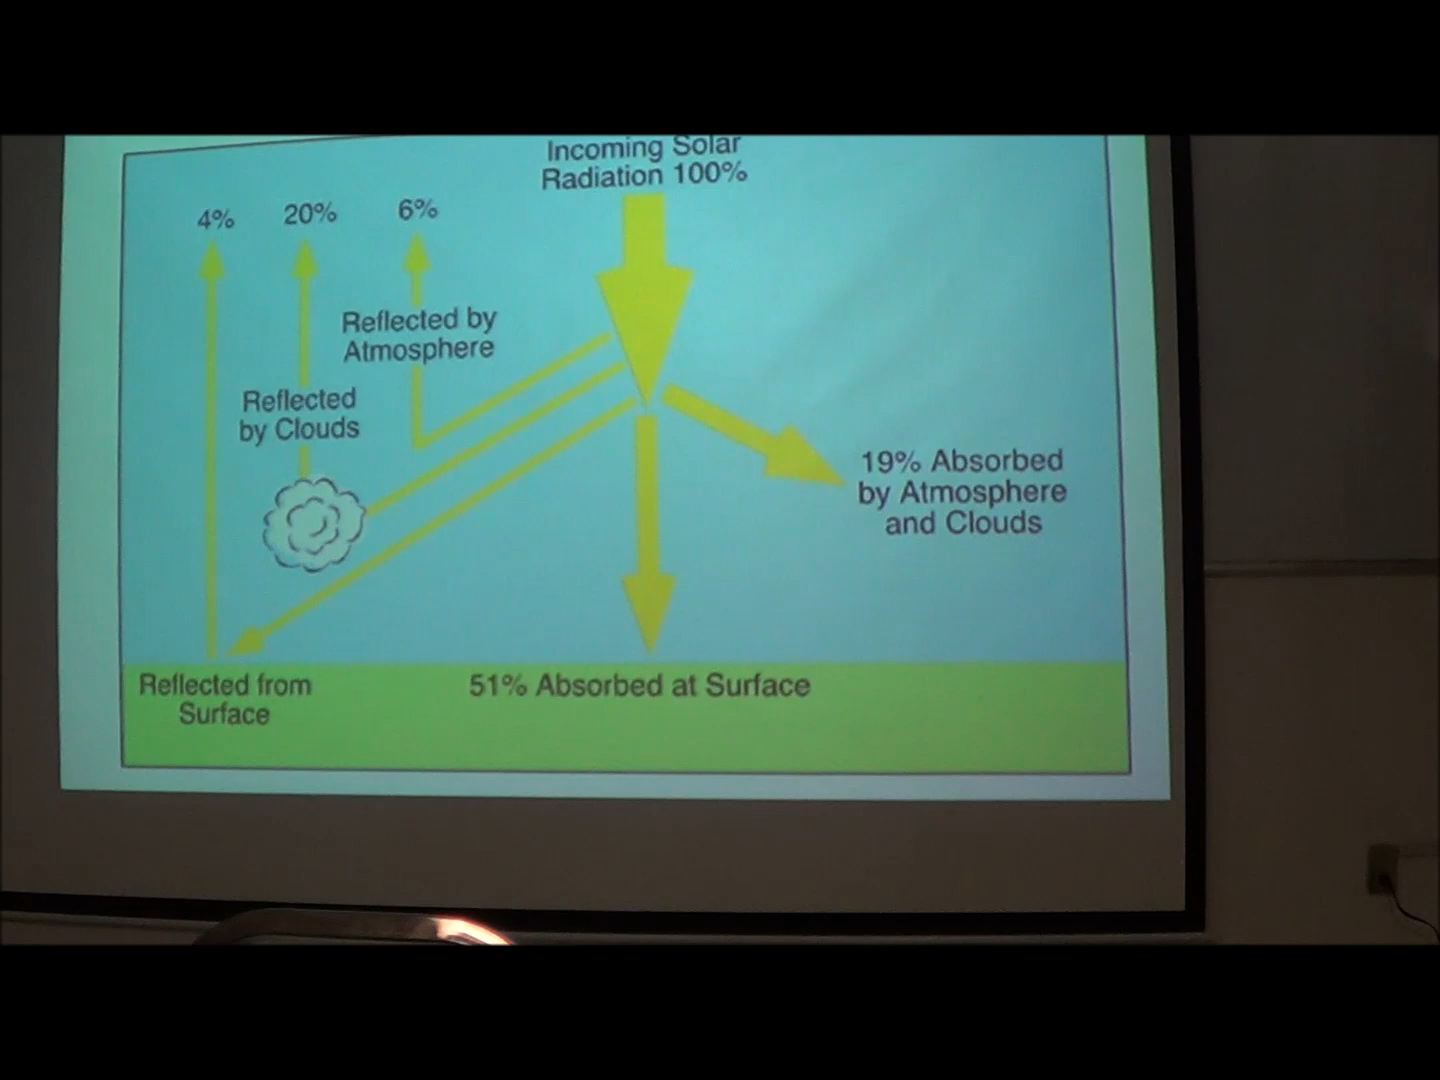 Incoming Solar
Radiation 100%
4%
20%
6%
Reflected by
Atmosphere
Reflected
by Clouds
19% Absorbed
by Atmosphere
and Clouds
Reflected from
Surface
51% Absorbed at Surface